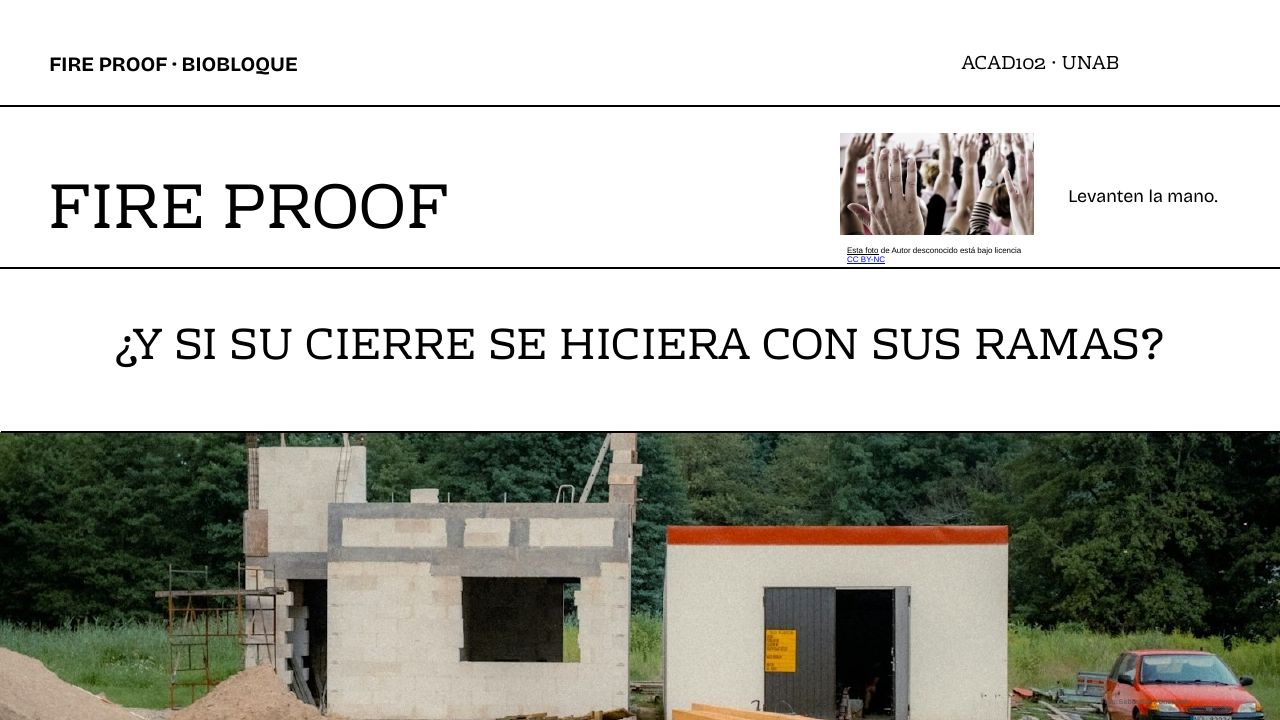 FIRE PROOF · BIOBLOQUE
ACAD102 · UNAB
FIRE PROOF
Levanten la mano.
Esta foto de Autor desconocido está bajo licencia
CC BY-NC
¿Y SI SU CIERRE SE HICIERA CON SUS RAMAS?